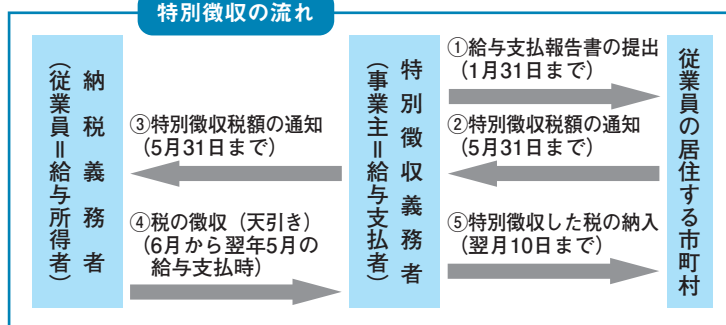 特別徴収の流れ
納税義務者
（従業員＝給与所得者）
特別徴収義務者
（事業主＝給与支払者）
従業員の居住する市町村
①給与支払報告書の提出
（1月31日まで）
②特別徴収税額の通知
（5月31日まで）
③特別徴収税額の通知
（5月31日まで）
④税の徴収（天引き）
（6月から翌年5月の
給与支払時）
⑤特別徴収した税の納入
（翌月10日まで）